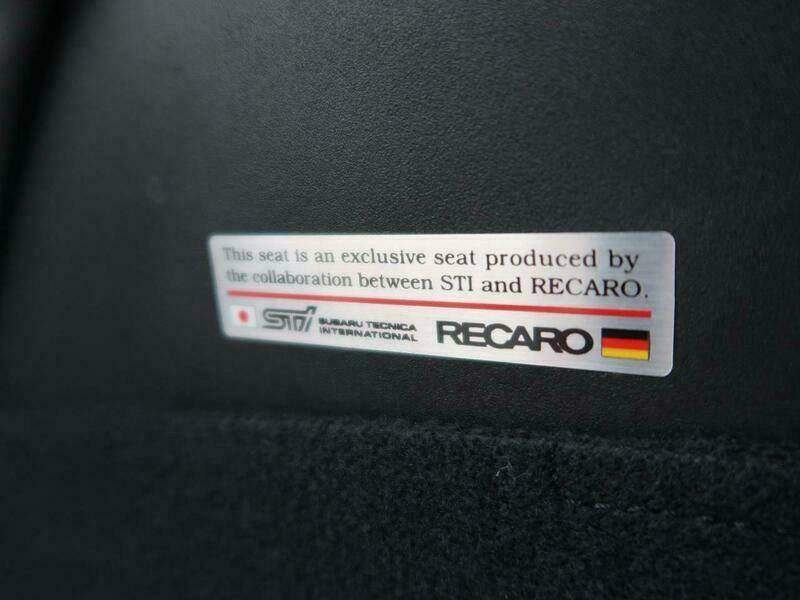 This seat is an exclusive seat produced by
the collaboration between STI and RECARO.
STI SUBARU TECNICA
INTERNATIONAL
RECARO